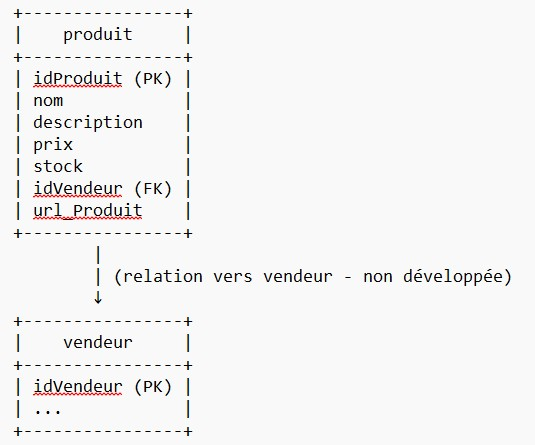 +----------------+
|    produit     |
+----------------+
| idProduit (PK) |
| nom            |
| description    |
| prix           |
| stock          |
| idVendeur (FK) |
| url_Produit    |
+----------------+
        |
        | (relation vers vendeur - non développée)
        ↓
+----------------+
|    vendeur     |
+----------------+
| idVendeur (PK) |
| ...            |
+----------------+